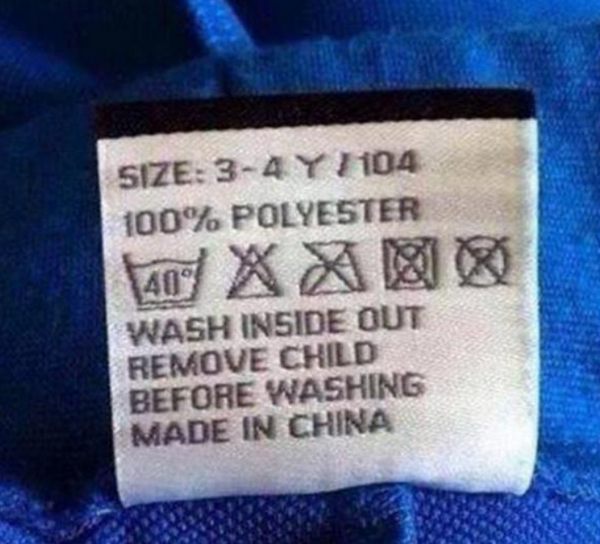 SIZE: 3-4 Y / 104
100% POLYESTER
40°
WASH INSIDE OUT
REMOVE CHILD
BEFORE WASHING
MADE IN CHINA